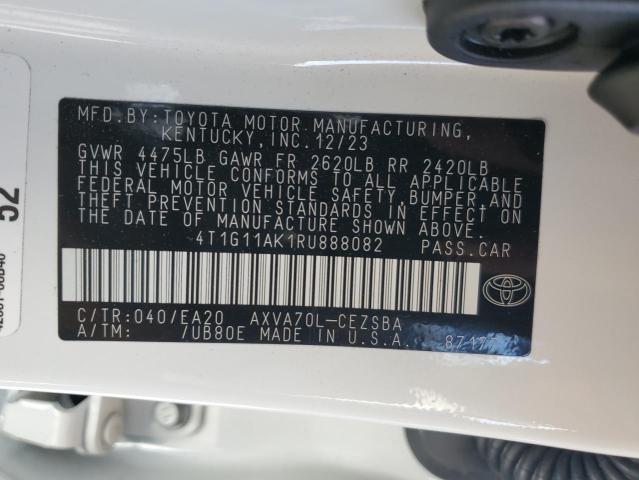 MFD.BY:TOYOTA MOTOR MANUFACTURING,
KENTUCKY,INC.12/23
GVWR 4475LB GAWR FR 2620LB RR 2420LB
THIS VEHICLE CONFORMS TO ALL APPLICABLE
FEDERAL MOTOR VEHICLE SAFETY,BUMPER,AND
THEFT PREVENTION STANDARDS IN EFFECT ON
THE DATE OF MANUFACTURE SHOWN ABOVE.
4T1G11AK1RU888082 PASS.CAR
C/TR:040/EA20 AXVA70L-CEZSBA
A/TM: /UB80E MADE IN U.S.A.
52